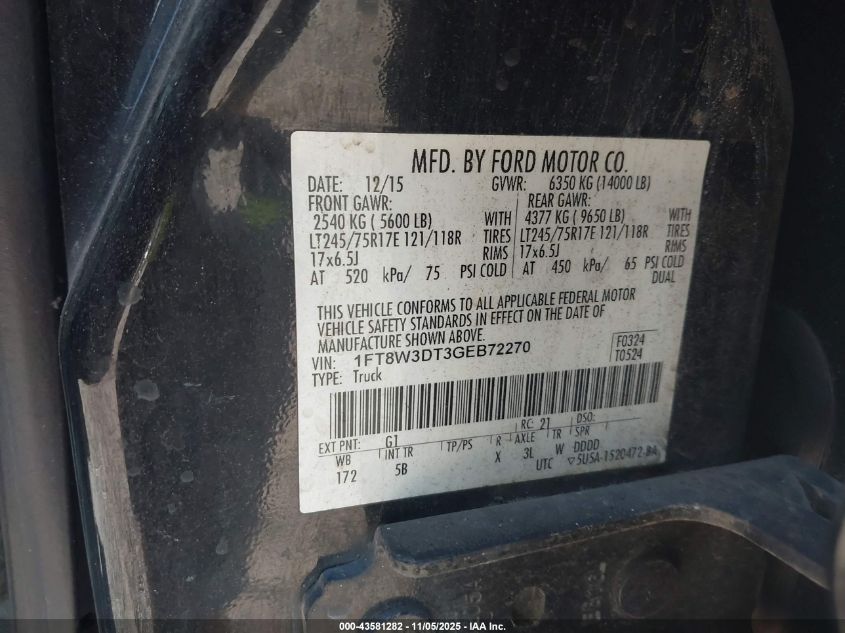 MFD. BY FORD MOTOR CO.
DATE: 12/15 GVWR: 6350 KG (14000 LB)
FRONT GAWR: REAR GAWR:
2540 KG ( 5600 LB) WITH 4377 KG ( 9650 LB) WITH
LT245/75R17E 121/118R TIRES LT245/75R17E 121/118R TIRES
17x6.5J RIMS 17x6.5J RIMS
AT 520 kPa/ 75 PSI COLD AT 450 kPa/ 65 PSI COLD
DUAL
THIS VEHICLE CONFORMS TO ALL APPLICABLE FEDERAL MOTOR
VEHICLE SAFETY STANDARDS IN EFFECT ON THE DATE OF
MANUFACTURE SHOWN ABOVE.
VIN: 1FT8W3DT3GEB72270
F0324
T0524
TYPE: Truck
RC: 21 DSO:
EXT PNT: G1
WB INT TR TP/PS R AXLE TR SPR
172 5B X 3L W DDDD
UTC ▽5U5A-1520472-BA
000-43581282 - 11/05/2025 - IAA Inc.